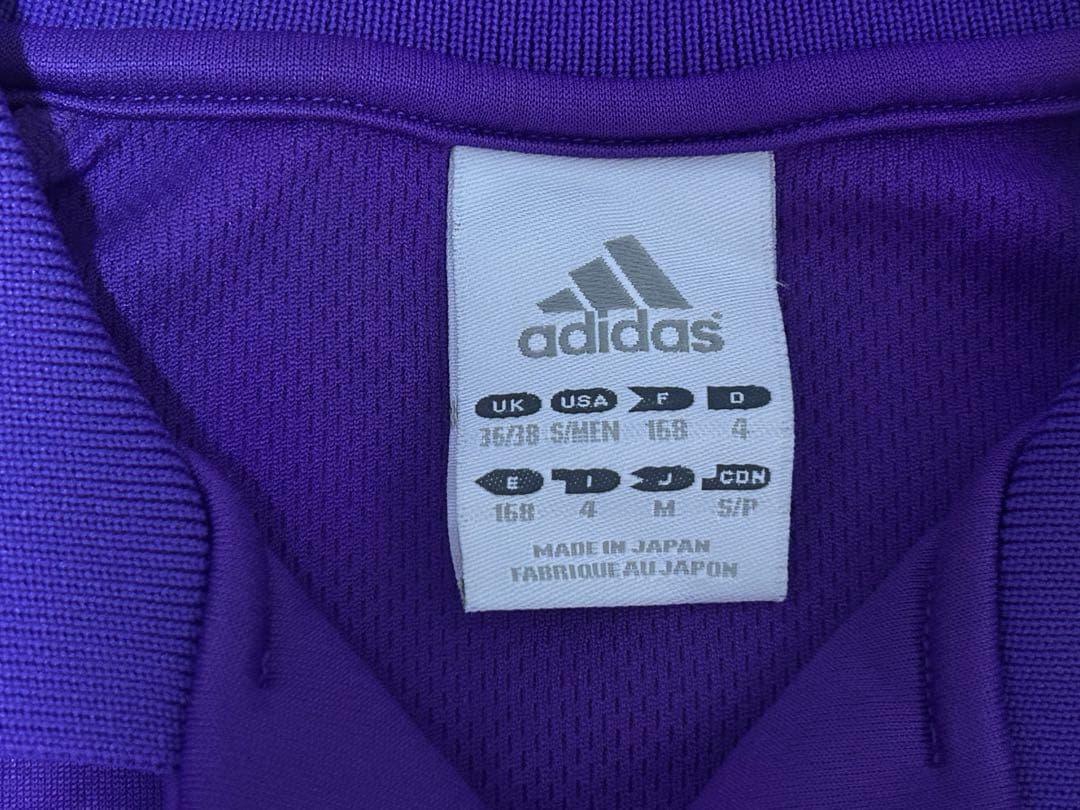 adidas
UK USA F D
36/38 S/MEN 168 4
E I J CDN
168 4 M S/P
MADE IN JAPAN
FABRIQUE AU JAPON